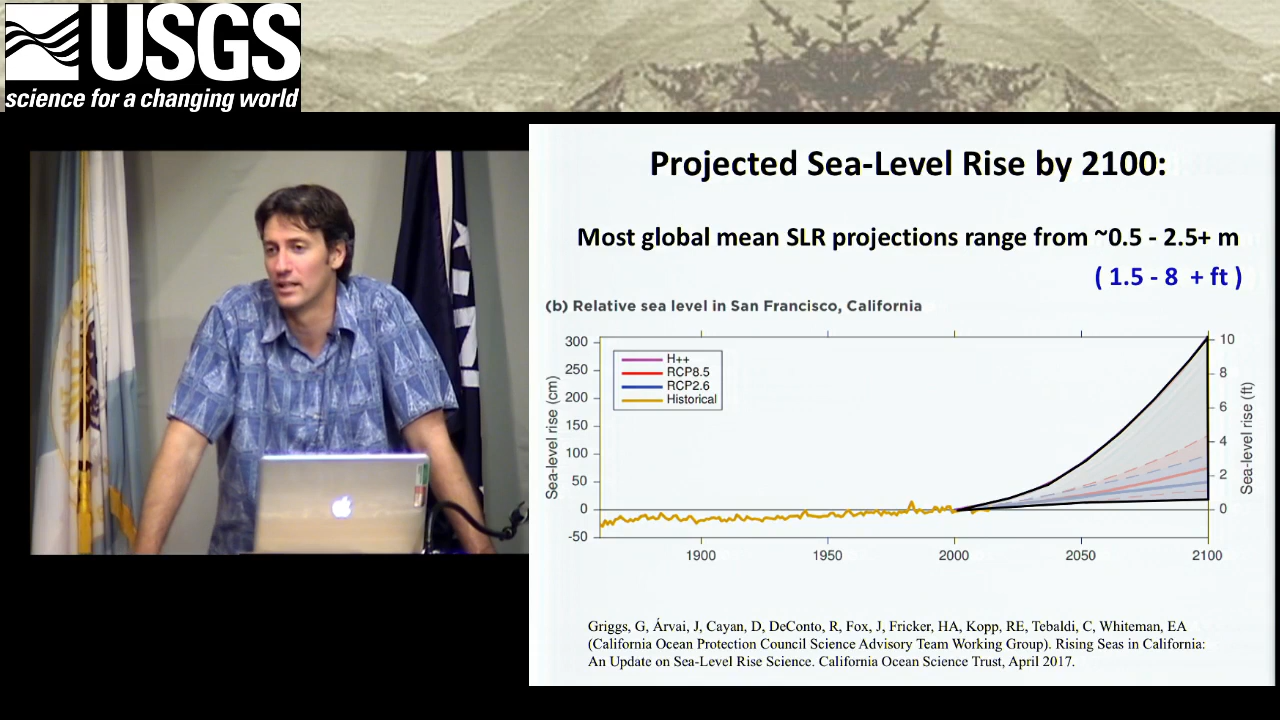 USGS
science for a changing world
Projected Sea-Level Rise by 2100:
Most global mean SLR projections range from ~0.5 - 2.5+ m
( 1.5 - 8 + ft )
(b) Relative sea level in San Francisco, California
300
250
200
150
100
50
0
-50
Sea-level rise (cm)
H++
RCP8.5
RCP2.6
Historical
10
8
6
4
2
0
Sea-level rise (ft)
1900
1950
2000
2050
2100
Griggs, G, Árvai, J, Cayan, D, DeConto, R, Fox, J, Fricker, HA, Kopp, RE, Tebaldi, C, Whiteman, EA
(California Ocean Protection Council Science Advisory Team Working Group). Rising Seas in California:
An Update on Sea-Level Rise Science. California Ocean Science Trust, April 2017.